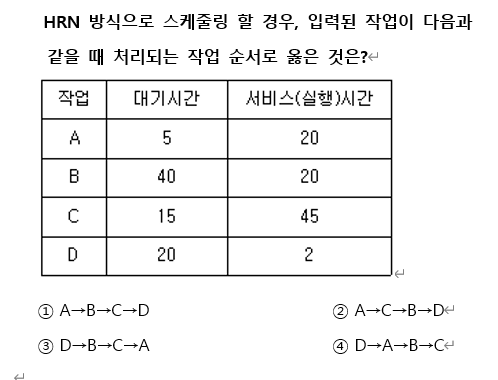 HRN 방식으로 스케줄링 할 경우, 입력된 작업이 다음과
같을 때 처리되는 작업 순서로 옳은 것은?↵
작업 대기시간 서비스(실행)시간
A 5 20
B 40 20
C 15 45
D 20 2
↵
① A→B→C→D ② A→C→B→D↵
③ D→B→C→A ④ D→A→B→C↵
↵